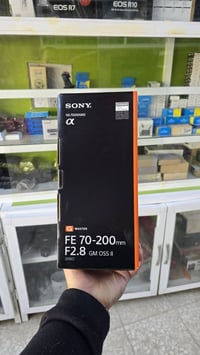 EOS R7
EOS R10
SONY
α
G MASTER
FE 70-200mm
F2.8 GM OSS II